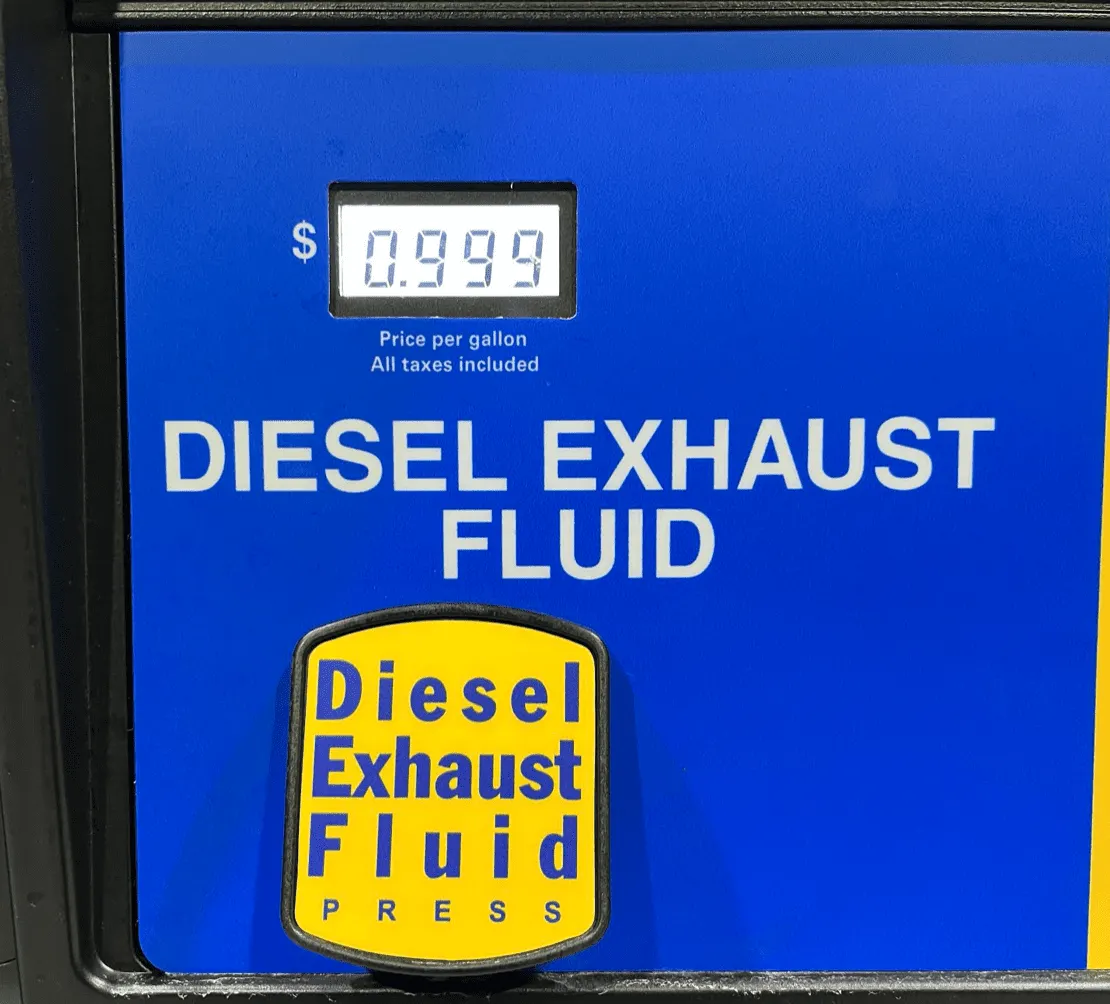 $ 0.999
Price per gallon
All taxes included
DIESEL EXHAUST
FLUID
Diesel
Exhaust
Fluid
PRESS